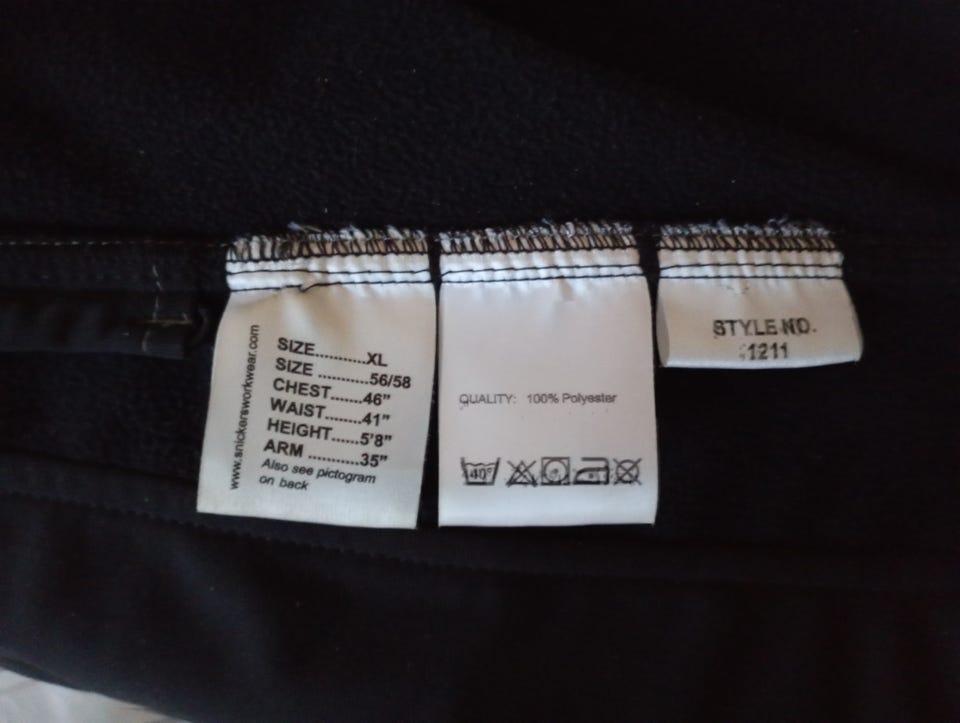 www.snickersworkwear.com
SIZE...........XL
SIZE ...........56/58
CHEST......46"
WAIST.......41"
HEIGHT.....5'8"
ARM ..........35"
Also see pictogram
on back
QUALITY: 100% Polyester
40°
STYLE NO.
1211